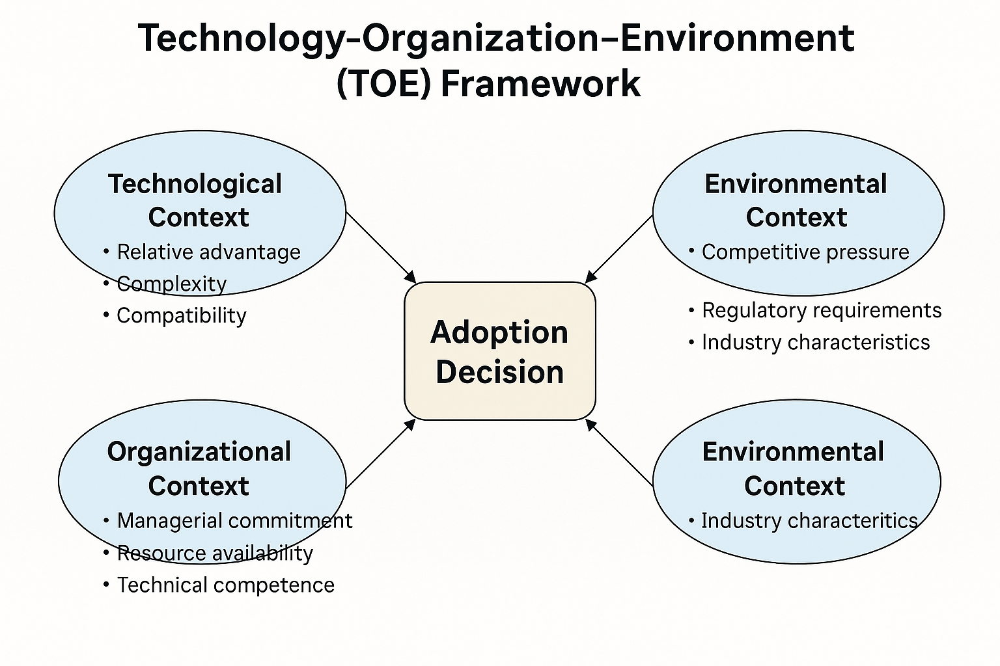 Technology–Organization–Environment
(TOE) Framework
Technological
Context
• Relative advantage
• Complexity
• Compatibility
Environmental
Context
• Competitive pressure
• Regulatory requirements
• Industry characteristics
Adoption
Decision
Organizational
Context
• Managerial commitment
• Resource availability
• Technical competence
Environmental
Context
• Industry characteritics